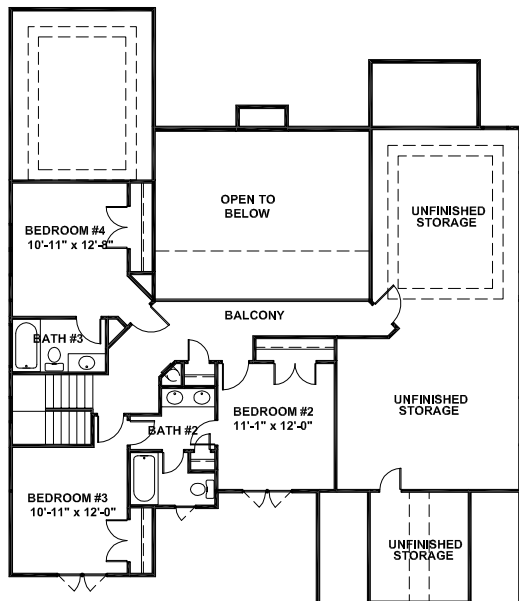 OPEN TO
BELOW
UNFINISHED
STORAGE
BEDROOM #4
10'-11" x 12'-8"
BALCONY
BATH #3
UNFINISHED
STORAGE
BEDROOM #2
11'-1" x 12'-0"
BATH #2
BEDROOM #3
10'-11" x 12'-0"
UNFINISHED
STORAGE